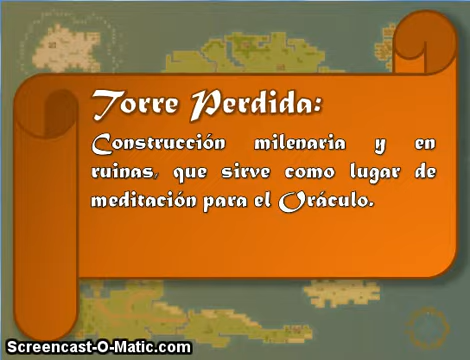 Torre Perdida:
Construcción milenaria y en
ruinas, que sirve como lugar de
meditación para el Oráculo.
Screencast-O-Matic.com